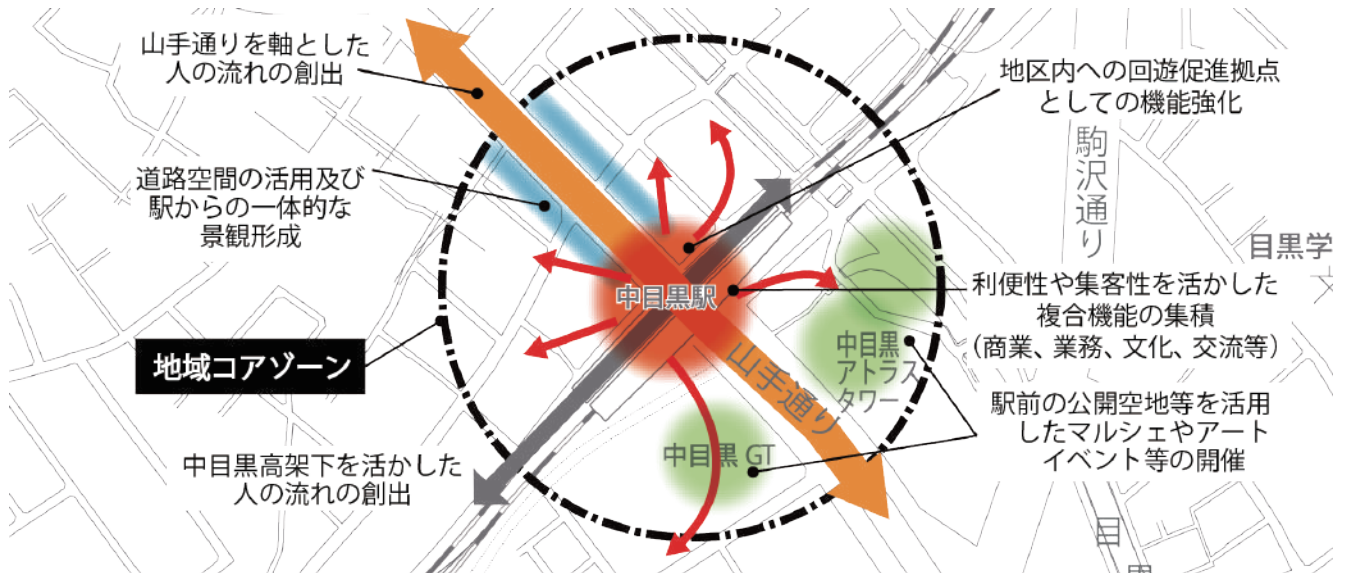 山手通りを軸とした
人の流れの創出
地区内への回遊促進拠点
としての機能強化
駒沢通り
道路空間の活用及び
駅からの一体的な
景観形成
目黒学
中目黒駅
利便性や集客性を活かした
複合機能の集積
（商業、業務、文化、交流等）
地域コアゾーン
中目黒
アトラス
タワー
山手通り
駅前の公開空地等を活用
したマルシェやアート
イベント等の開催
中目黒 GT
中目黒高架下を活かした
人の流れの創出
目
黒